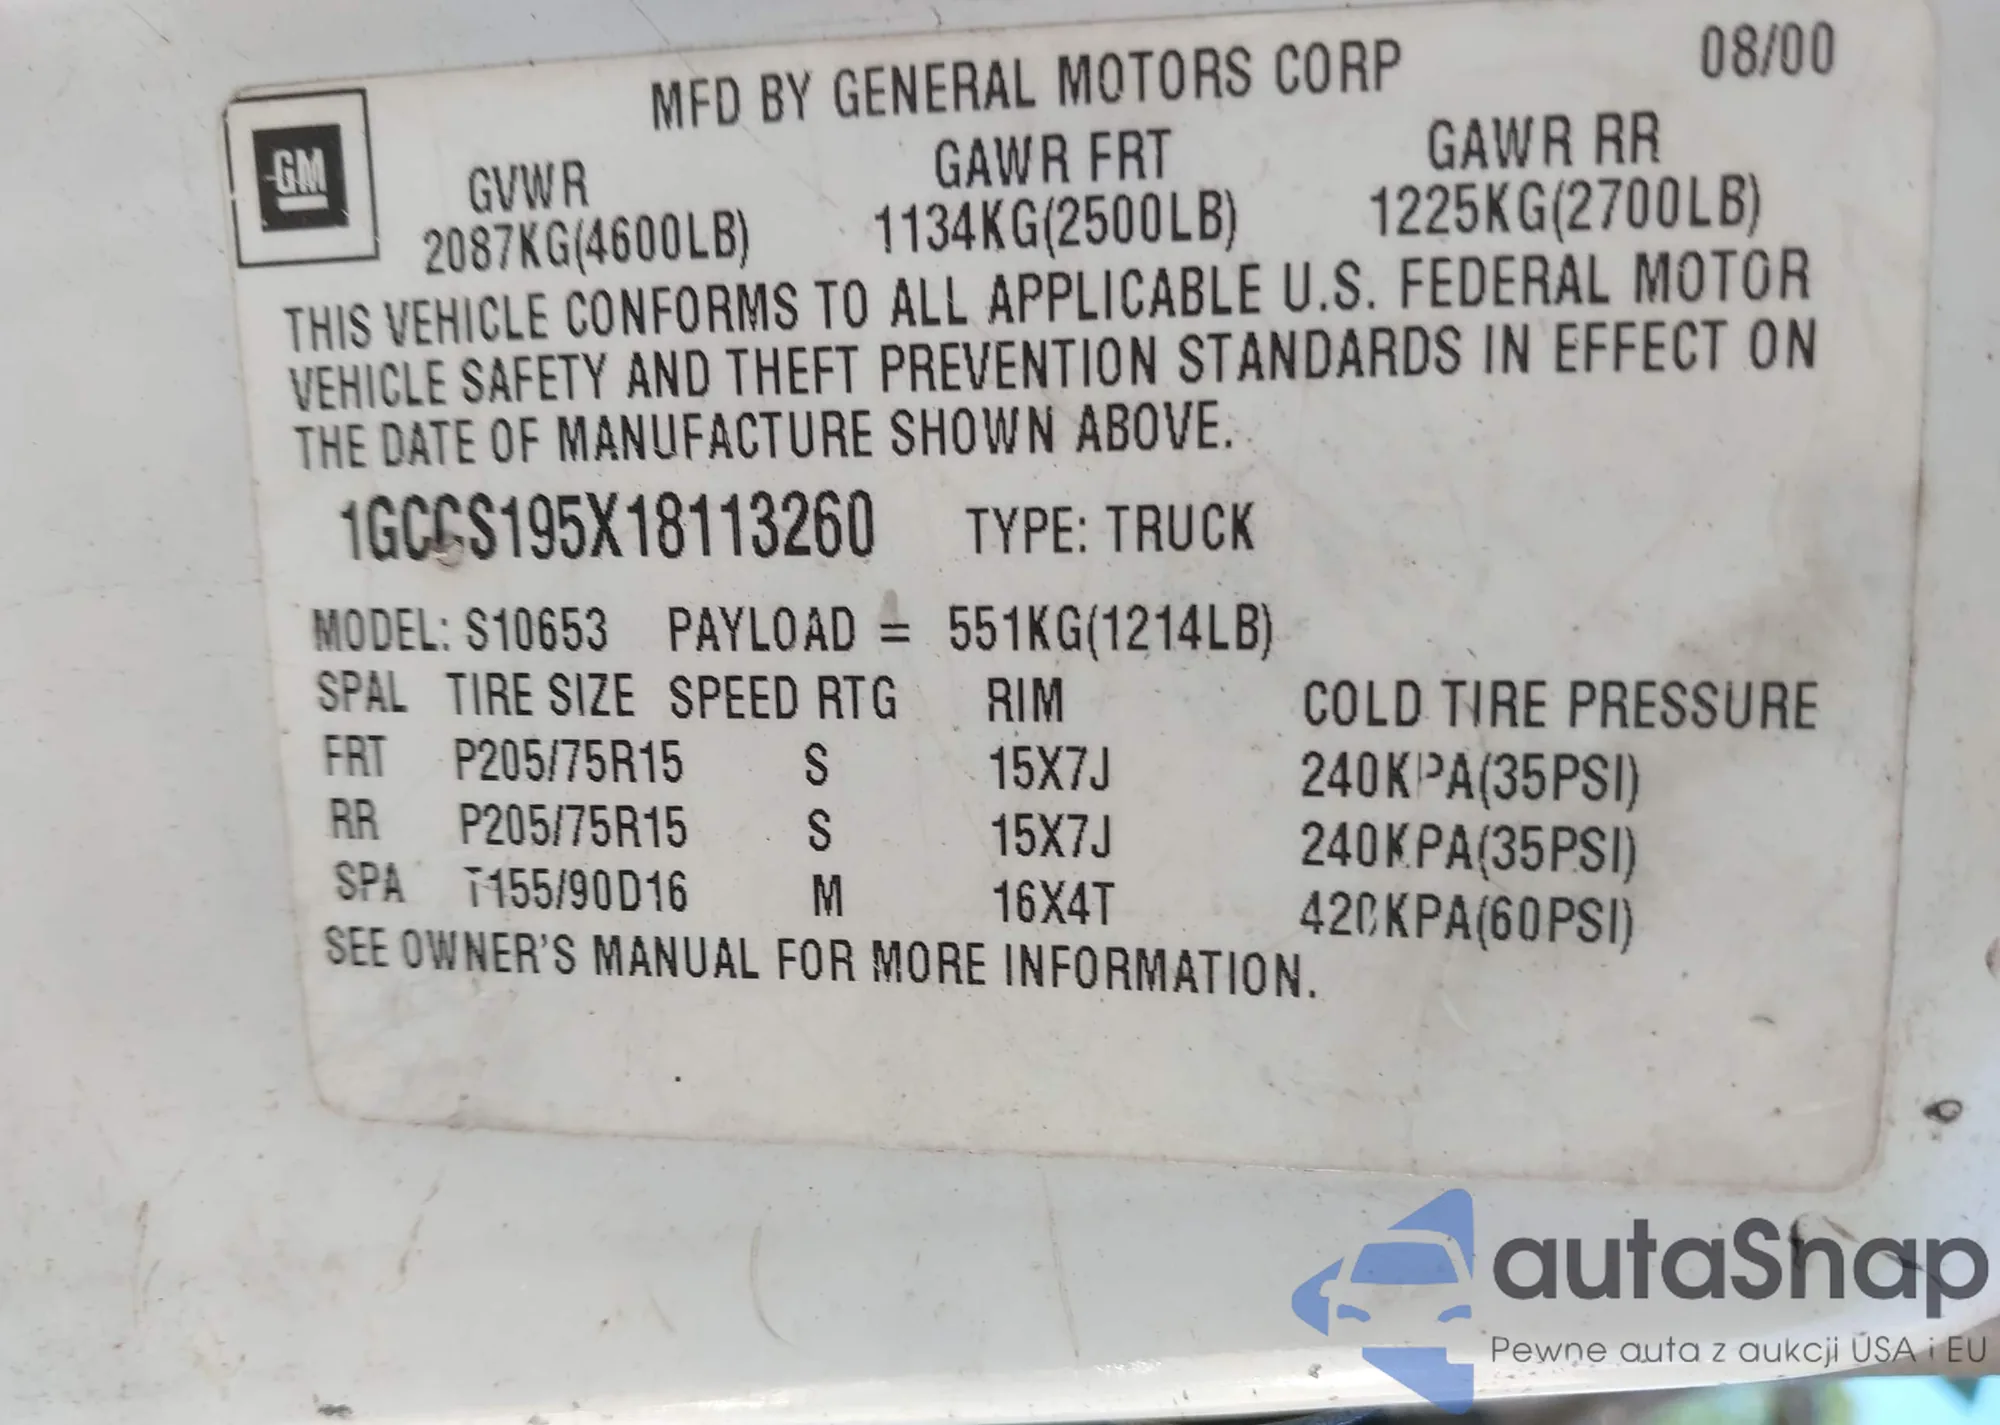 MFD BY GENERAL MOTORS CORP 08/00
GM
GVWR GAWR FRT GAWR RR
2087KG(4600LB) 1134KG(2500LB) 1225KG(2700LB)
THIS VEHICLE CONFORMS TO ALL APPLICABLE U.S. FEDERAL MOTOR
VEHICLE SAFETY AND THEFT PREVENTION STANDARDS IN EFFECT ON
THE DATE OF MANUFACTURE SHOWN ABOVE.
1GCCS195X18113260 TYPE: TRUCK
MODEL: S10653 PAYLOAD = 551KG(1214LB)
SPAL TIRE SIZE SPEED RTG RIM COLD TIRE PRESSURE
FRT P205/75R15 S 15X7J 240KPA(35PSI)
RR P205/75R15 S 15X7J 240KPA(35PSI)
SPA T155/90D16 M 16X4T 420KPA(60PSI)
SEE OWNER'S MANUAL FOR MORE INFORMATION.
autaSnap
Pewne auta z aukcji USA i EU